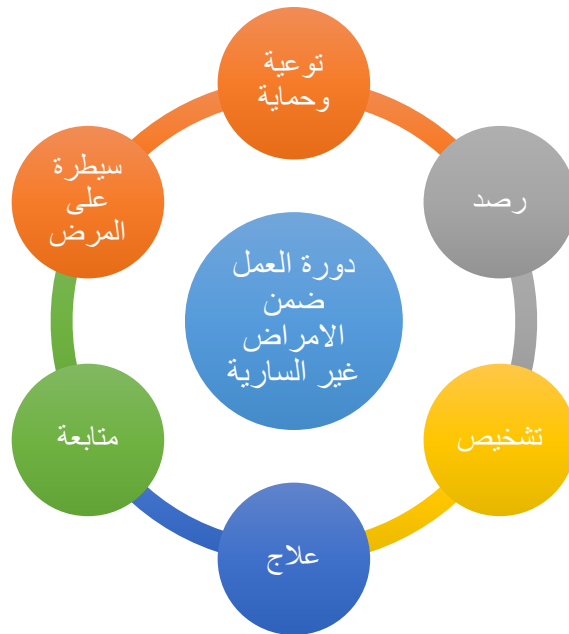 توعية
وحماية
رصد
تشخيص
علاج
متابعة
سيطرة
على
المرض
دورة العمل
ضمن
الامراض
غير السارية